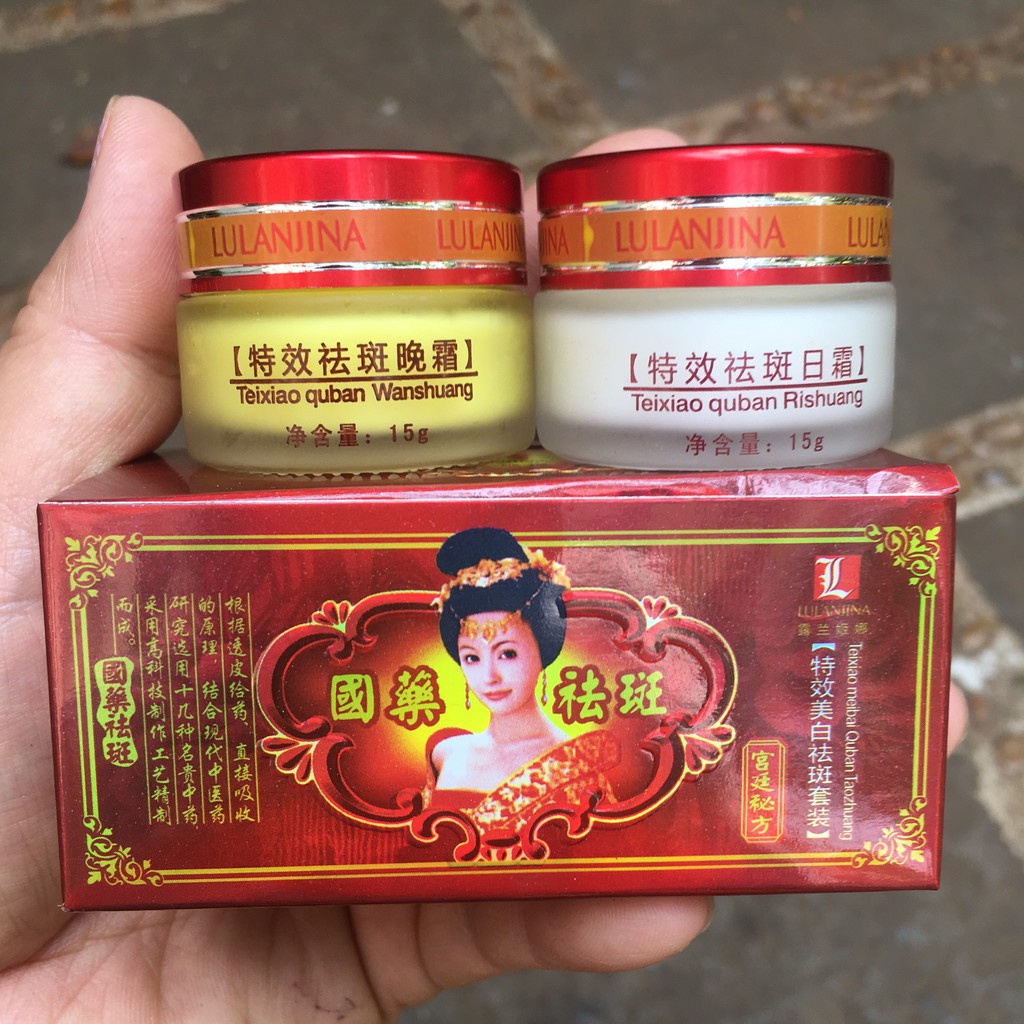 LULANJINA LULANJIN
INA LULANJINA LULAN
【特效祛斑晚霜】
Teixiao quban Wanshuang
净含量：15g
【特效祛斑日霜】
Teixiao quban Rishuang
净含量：15g
根据透皮给药，直接吸收
的原理，结合现代中医药
研究选用十几种名贵中药，
采用高科技制作工艺精制
而成。
國藥祛斑
國藥 祛斑
宫廷秘方
L
LULANJINA
露兰姬娜
Teixiao meibai Quban Taozhuang
【特效美白祛斑套装】